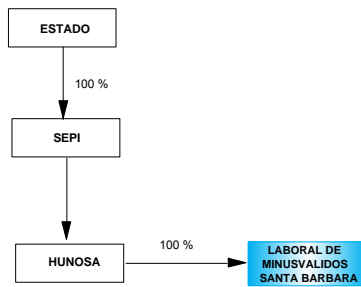 ESTADO
100 %
SEPI
100 %
HUNOSA
LABORAL DE
MINUSVALIDOS
SANTA BARBARA